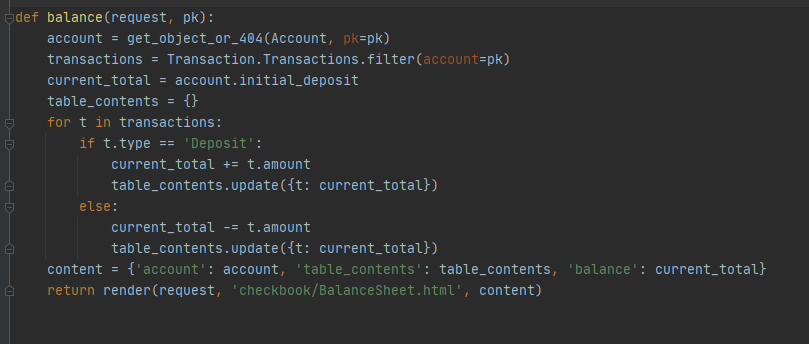 def balance(request, pk):
    account = get_object_or_404(Account, pk=pk)
    transactions = Transaction.Transactions.filter(account=pk)
    current_total = account.initial_deposit
    table_contents = {}
    for t in transactions:
        if t.type == 'Deposit':
            current_total += t.amount
            table_contents.update({t: current_total})
        else:
            current_total -= t.amount
            table_contents.update({t: current_total})
    content = {'account': account, 'table_contents': table_contents, 'balance': current_total}
    return render(request, 'checkbook/BalanceSheet.html', content)